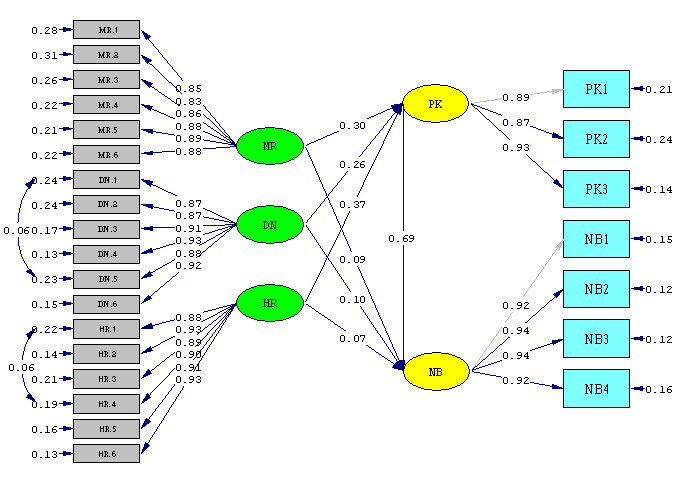 0.28 MR.1
0.31 MR.2
0.26 MR.3
0.22 MR.4
0.21 MR.5
0.22 MR.6
0.24 DN.1
0.24 DN.2
0.06 0.17 DN.3
0.13 DN.4
0.23 DN.5
0.15 DN.6
0.22 HR.1
0.14 HR.2
0.06
0.21 HR.3
0.19 HR.4
0.16 HR.5
0.13 HR.6
0.85
0.83
0.86
0.88
0.89
0.88
0.87
0.87
0.91
0.93
0.88
0.92
0.88
0.93
0.89
0.90
0.91
0.93
MR
DN
HR
0.30
0.26
0.37
0.69
0.09
0.10
0.07
PK
NB
0.89
0.87
0.93
0.92
0.94
0.94
0.92
PK1 0.21
PK2 0.24
PK3 0.14
NB1 0.15
NB2 0.12
NB3 0.12
NB4 0.16